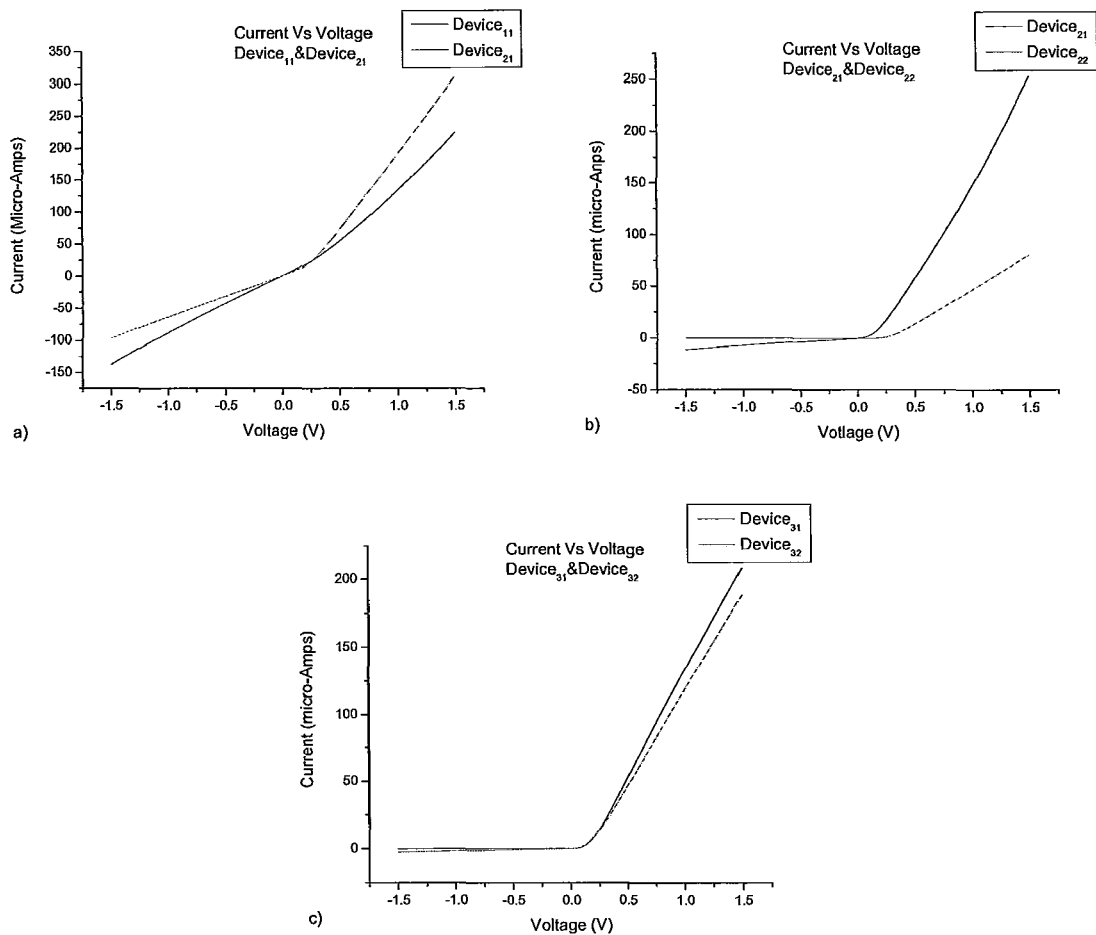 Current Vs Voltage
Device11&Device21
Device11
Device21
350
300
250
200
150
100
50
0
-50
-100
-150
Current (Micro-Amps)
-1.5
-1.0
-0.5
0.0
0.5
1.0
1.5
Voltage (V)
a)
Current Vs Voltage
Device21&Device22
Device21
Device22
250
200
150
100
50
0
-50
Current (micro-Anps)
-1.5
-1.0
-0.5
0.0
0.5
1.0
1.5
Votlage (V)
b)
Current Vs Voltage
Device31&Device32
Device31
Device32
200
150
100
50
0
Current (micro-Amps)
-1.5
-1.0
-0.5
0.0
0.5
1.0
1.5
Voltage (V)
c)